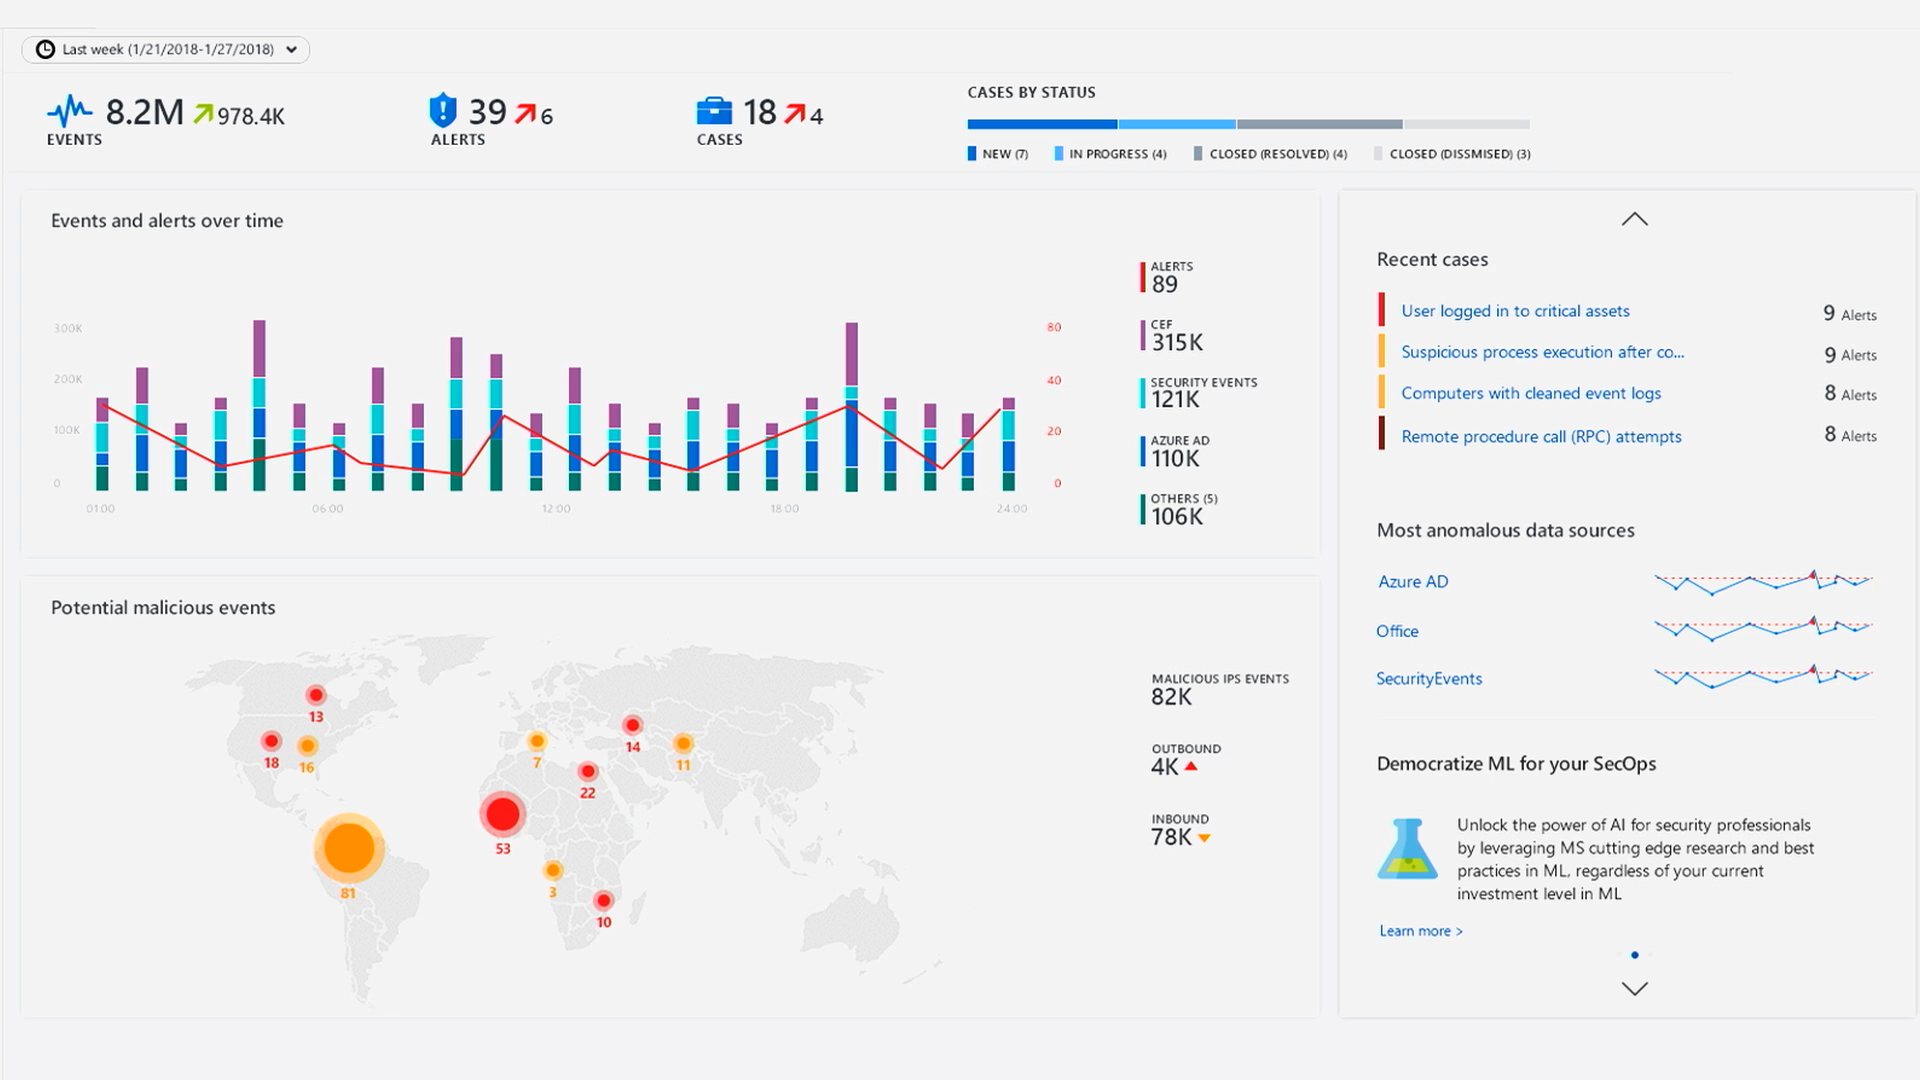 Last week (1/21/2018-1/27/2018)
8.2M 978.4K
EVENTS
39 6
ALERTS
18 4
CASES
CASES BY STATUS
NEW (7) IN PROGRESS (4) CLOSED (RESOLVED) (4) CLOSED (DISSMISED) (3)
Events and alerts over time
300K
200K
100K
0
01:00 06:00 12:00 18:00 24:00
80
40
20
0
ALERTS
89
CEF
315K
SECURITY EVENTS
121K
AZURE AD
110K
OTHERS (5)
106K
Potential malicious events
13
18
16
81
7
14
11
22
53
3
10
MALICIOUS IPS EVENTS
82K
OUTBOUND
4K
INBOUND
78K
Recent cases
User logged in to critical assets 9 Alerts
Suspicious process execution after co... 9 Alerts
Computers with cleaned event logs 8 Alerts
Remote procedure call (RPC) attempts 8 Alerts
Most anomalous data sources
Azure AD
Office
SecurityEvents
Democratize ML for your SecOps
Unlock the power of AI for security professionals
by leveraging MS cutting edge research and best
practices in ML, regardless of your current
investment level in ML
Learn more >